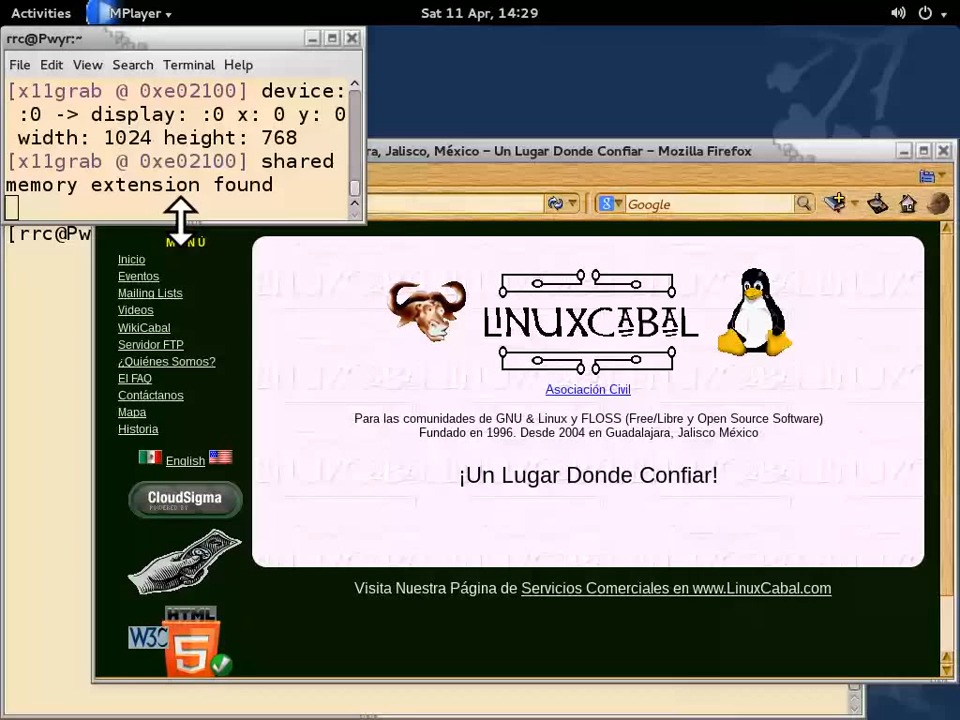 Activities
MPlayer
Sat 11 Apr, 14:29
rrc@Pwyr:~
File Edit View Search Terminal Help
[x11grab @ 0xe02100] device:
:0 -> display: :0 x: 0 y: 0
width: 1024 height: 768
[x11grab @ 0xe02100] shared
memory extension found
[rrc@Pw
ra, Jalisco, México - Un Lugar Donde Confiar - Mozilla Firefox
Google
MENÚ
Inicio
Eventos
Mailing Lists
Videos
WikiCabal
Servidor FTP
¿Quiénes Somos?
El FAQ
Contáctanos
Mapa
Historia
English
CloudSigma
POWERED BY
HTML
W3C
5
LINUXCABAL
Asociación Civil
Para las comunidades de GNU & Linux y FLOSS (Free/Libre y Open Source Software)
Fundado en 1996. Desde 2004 en Guadalajara, Jalisco México
¡Un Lugar Donde Confiar!
Visita Nuestra Página de Servicios Comerciales en www.LinuxCabal.com